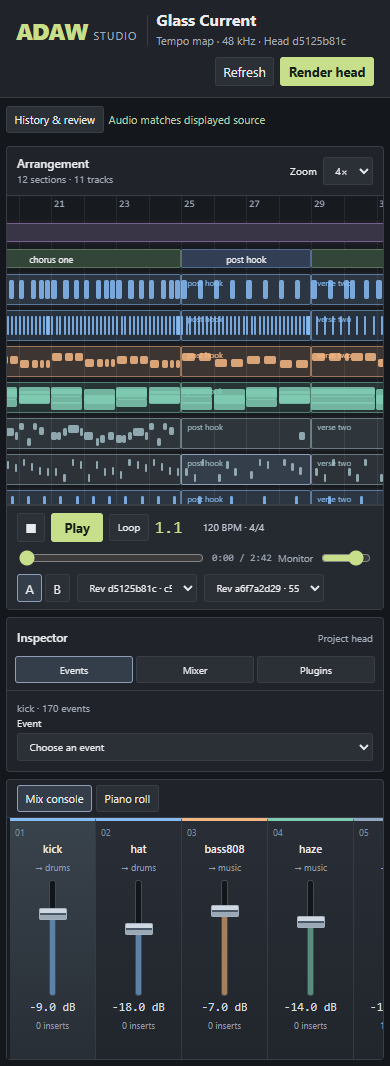 ADAW STUDIO
Glass Current
Tempo map · 48 kHz · Head d5125b81c
Refresh
Render head
History & review
Audio matches displayed source
Arrangement
12 sections · 11 tracks
Zoom
4×
21 23 25 27 29
chorus one
post hook
post hook
verse two
post hook
verse two
post hook
verse two
post hook
verse two
post hook
verse two
post hook
verse two
Play
Loop
1.1
120 BPM · 4/4
0:00 / 2:42
Monitor
A
B
Rev d5125b81c
Rev a6f7a2d29 · 55
Inspector
Project head
Events
Mixer
Plugins
kick · 170 events
Event
Choose an event
Mix console
Piano roll
01 02 03 04 05
kick hat bass808 haze
→ drums → drums → music → music
-9.0 dB -18.0 dB -7.0 dB -14.0 dB
0 inserts 0 inserts 0 inserts 0 inserts